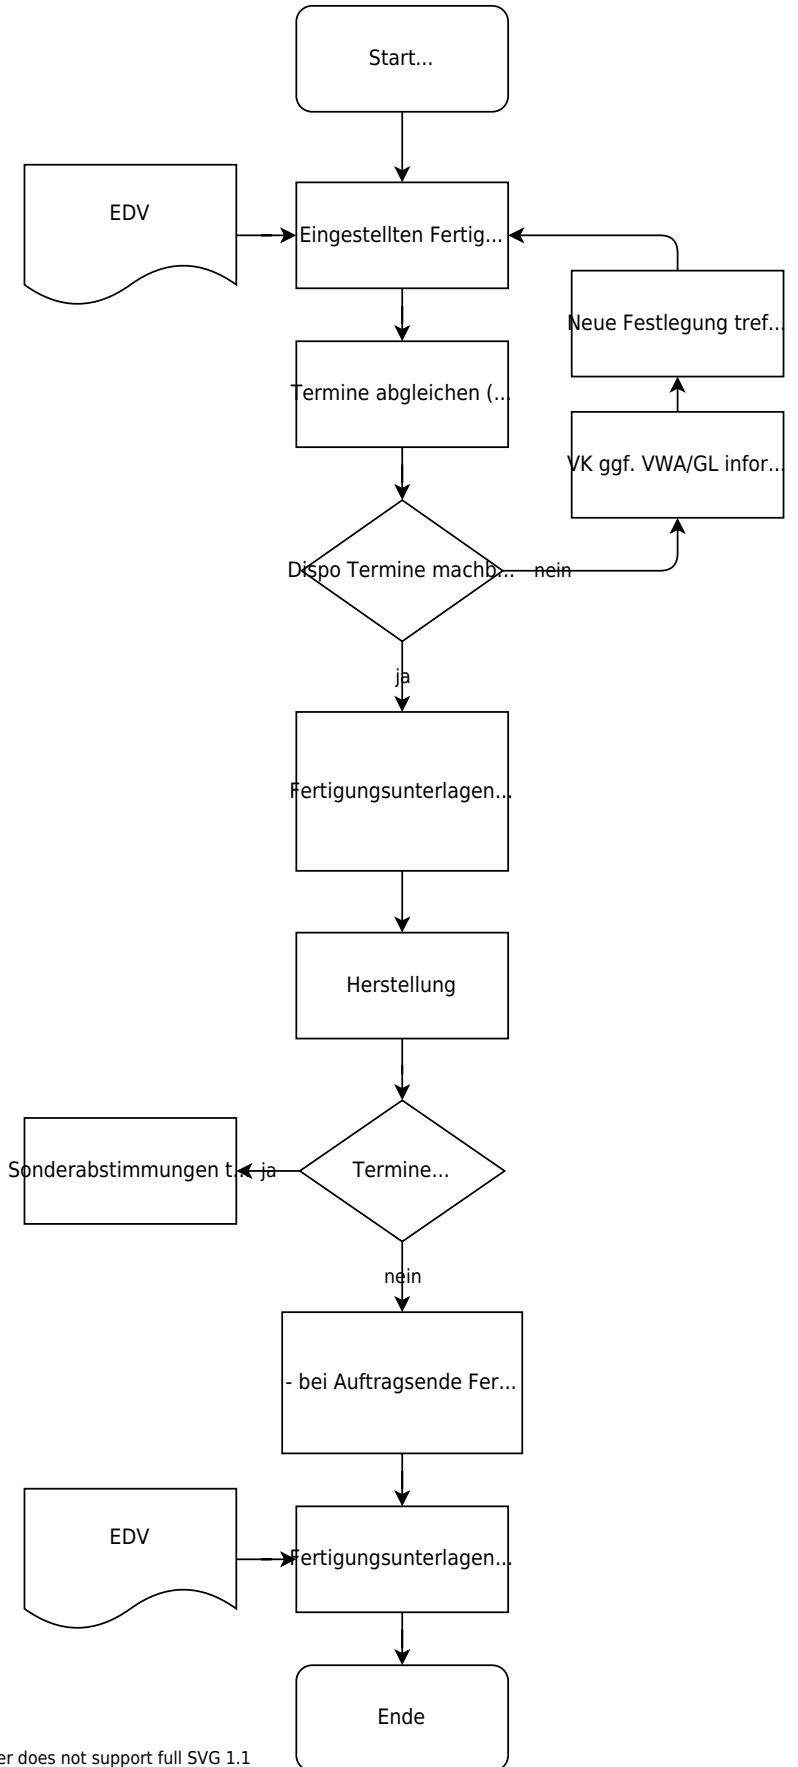 Start...
EDV
Eingestellten Fertig...
Neue Festlegung tref...
Termine abgleichen (...
VK ggf. VWA/GL infor...
Dispo Termine machb...
nein
ja
Fertigungsunterlagen...
Herstellung
Sonderabstimmungen t...
ja
Termine...
nein
- bei Auftragsende Fer...
EDV
Fertigungsunterlagen...
Ende
er does not support full SVG 1.1